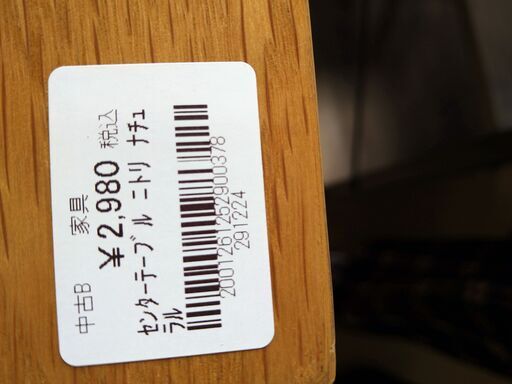 中古B 家具
¥2,980 税込
センターテーブル ニトリ ナチュ
ラル
2001261252900378
291224